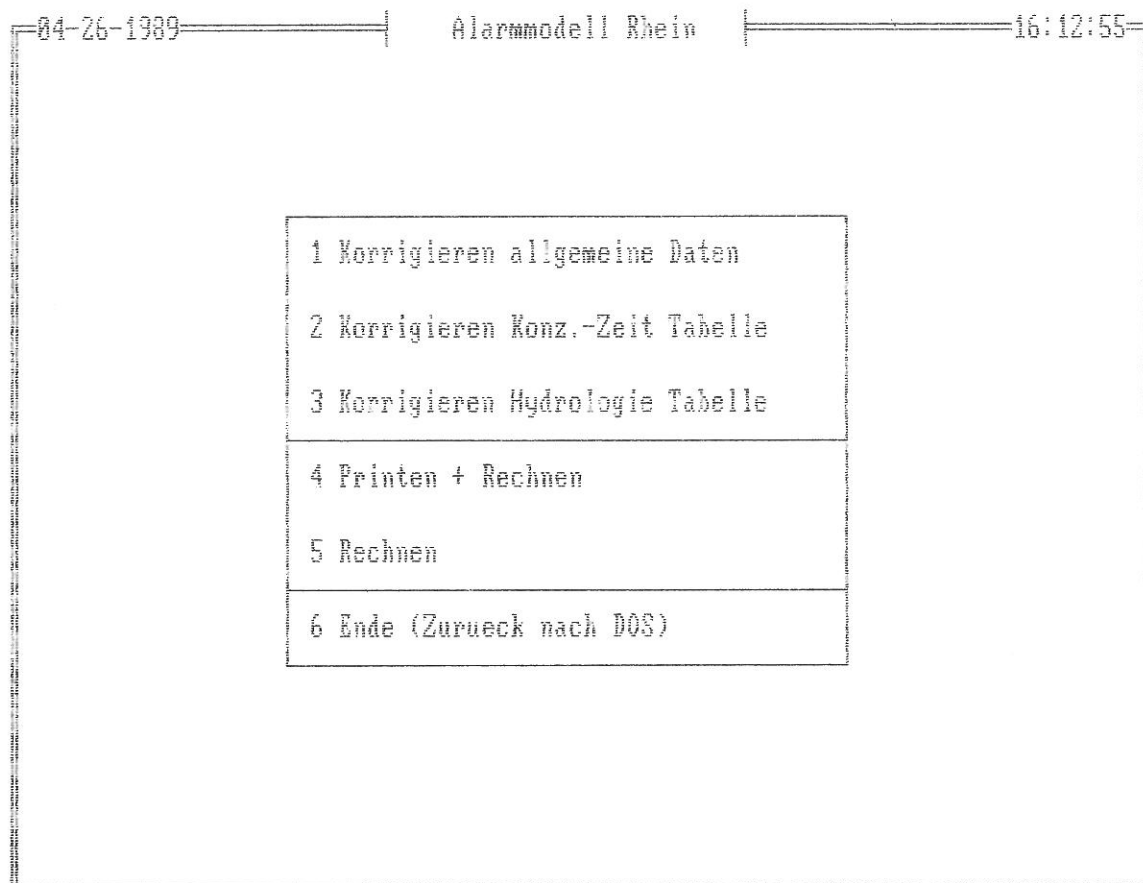 04-26-1989 Alarmmodell Rhein 16:12:55
1 Korrigieren allgemeine Daten
2 Korrigieren Konz.-Zeit Tabelle
3 Korrigieren Hydrologie Tabelle
4 Printen + Rechnen
5 Rechnen
6 Ende (Zurueck nach DOS)